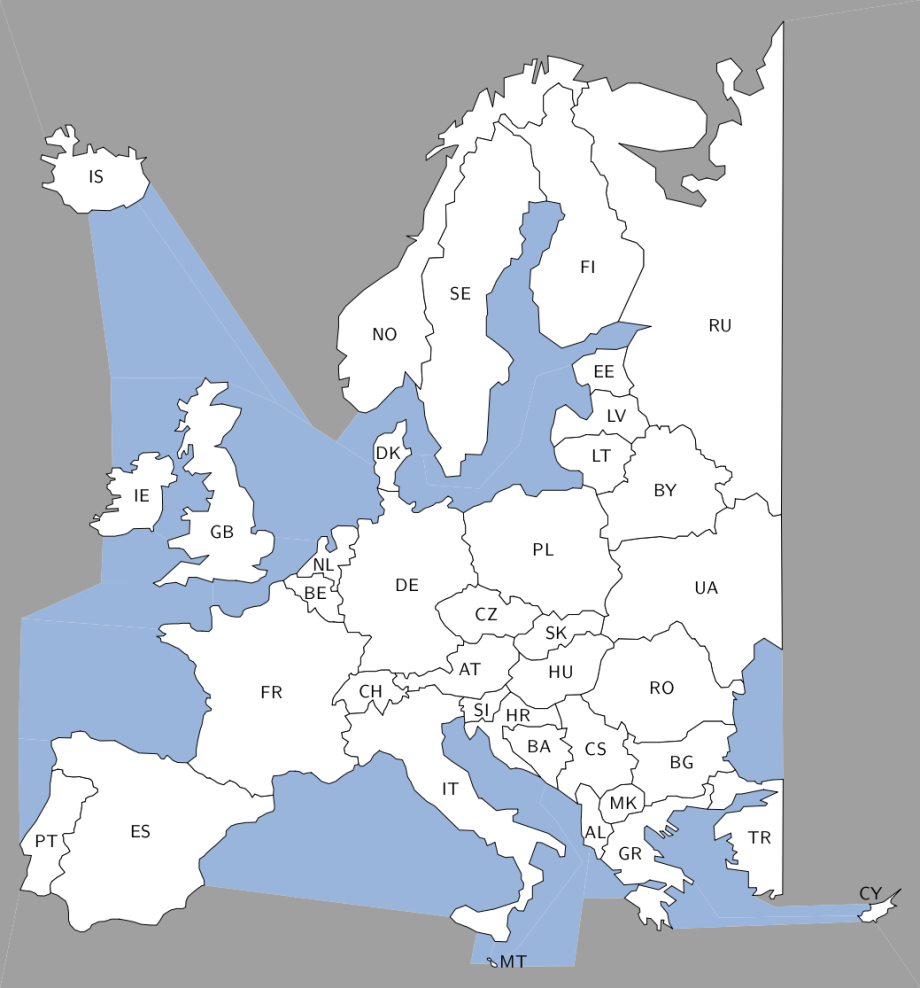 IS
FI
SE
RU
NO
EE
LV
DK
LT
BY
IE
GB
PL
NL
DE
UA
BE
CZ
SK
AT
HU
RO
CH
FR
SI
HR
BA
CS
BG
IT
MK
ES
AL
TR
PT
GR
CY
MT